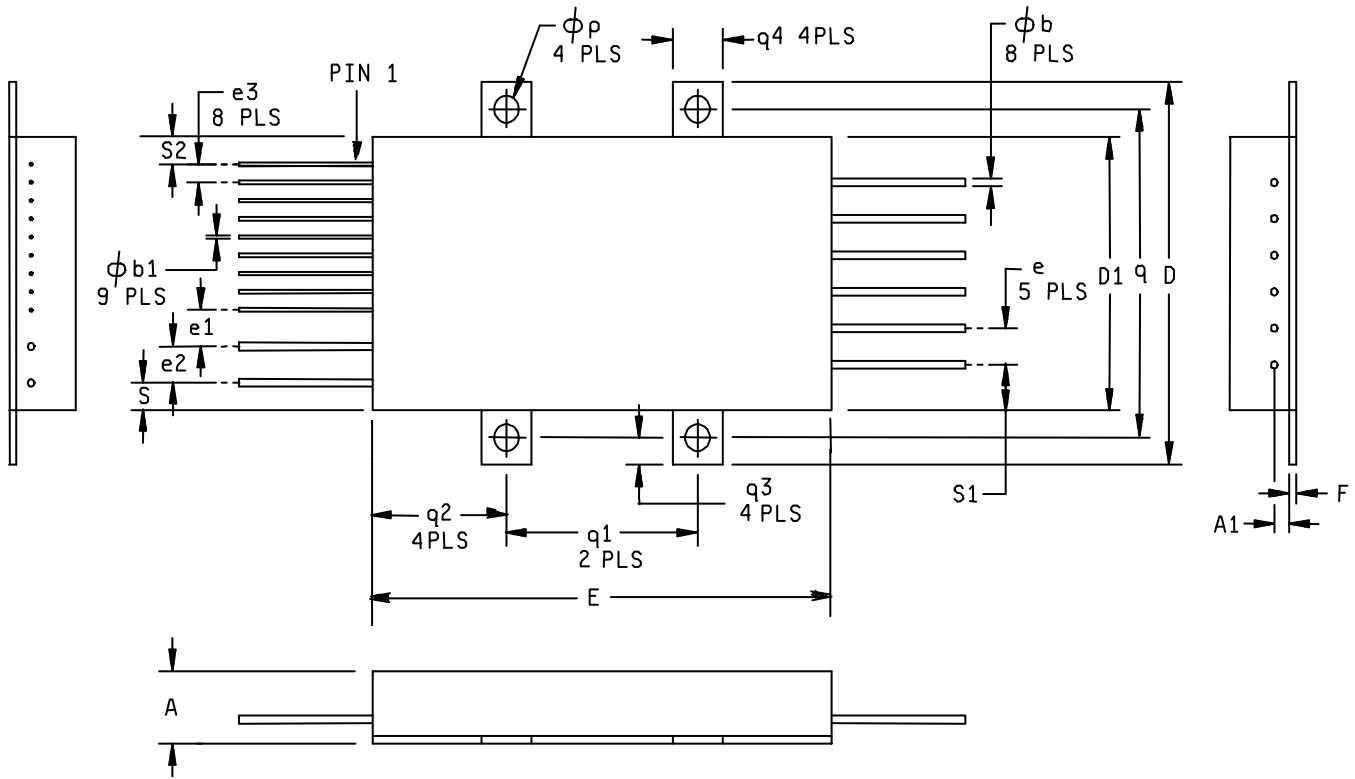 ϕp
4 PLS
q4 4PLS
ϕb
8 PLS
PIN 1
e3
8 PLS
S2
ϕb1
9 PLS
e1
e2
S
e
5 PLS
D1
q
D
q3
4 PLS
S1
q2
4PLS
q1
2 PLS
F
A1
E
A